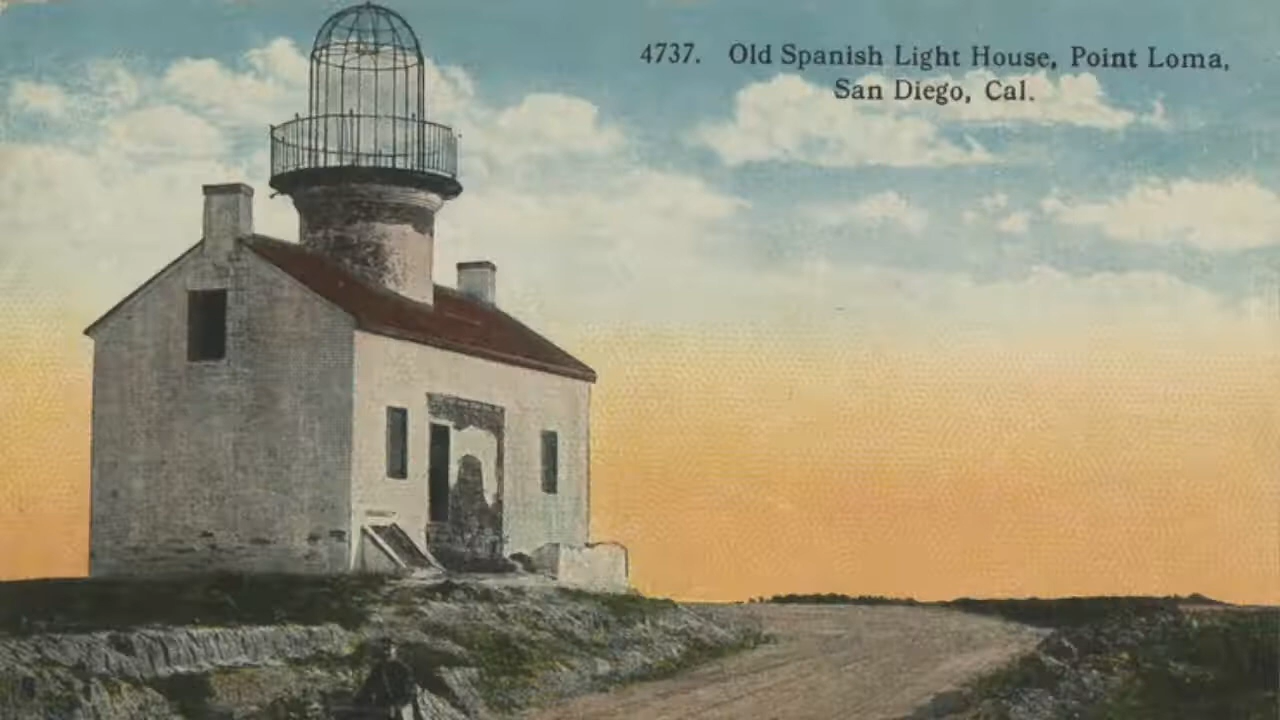 4737. Old Spanish Light House, Point Loma,
San Diego, Cal.